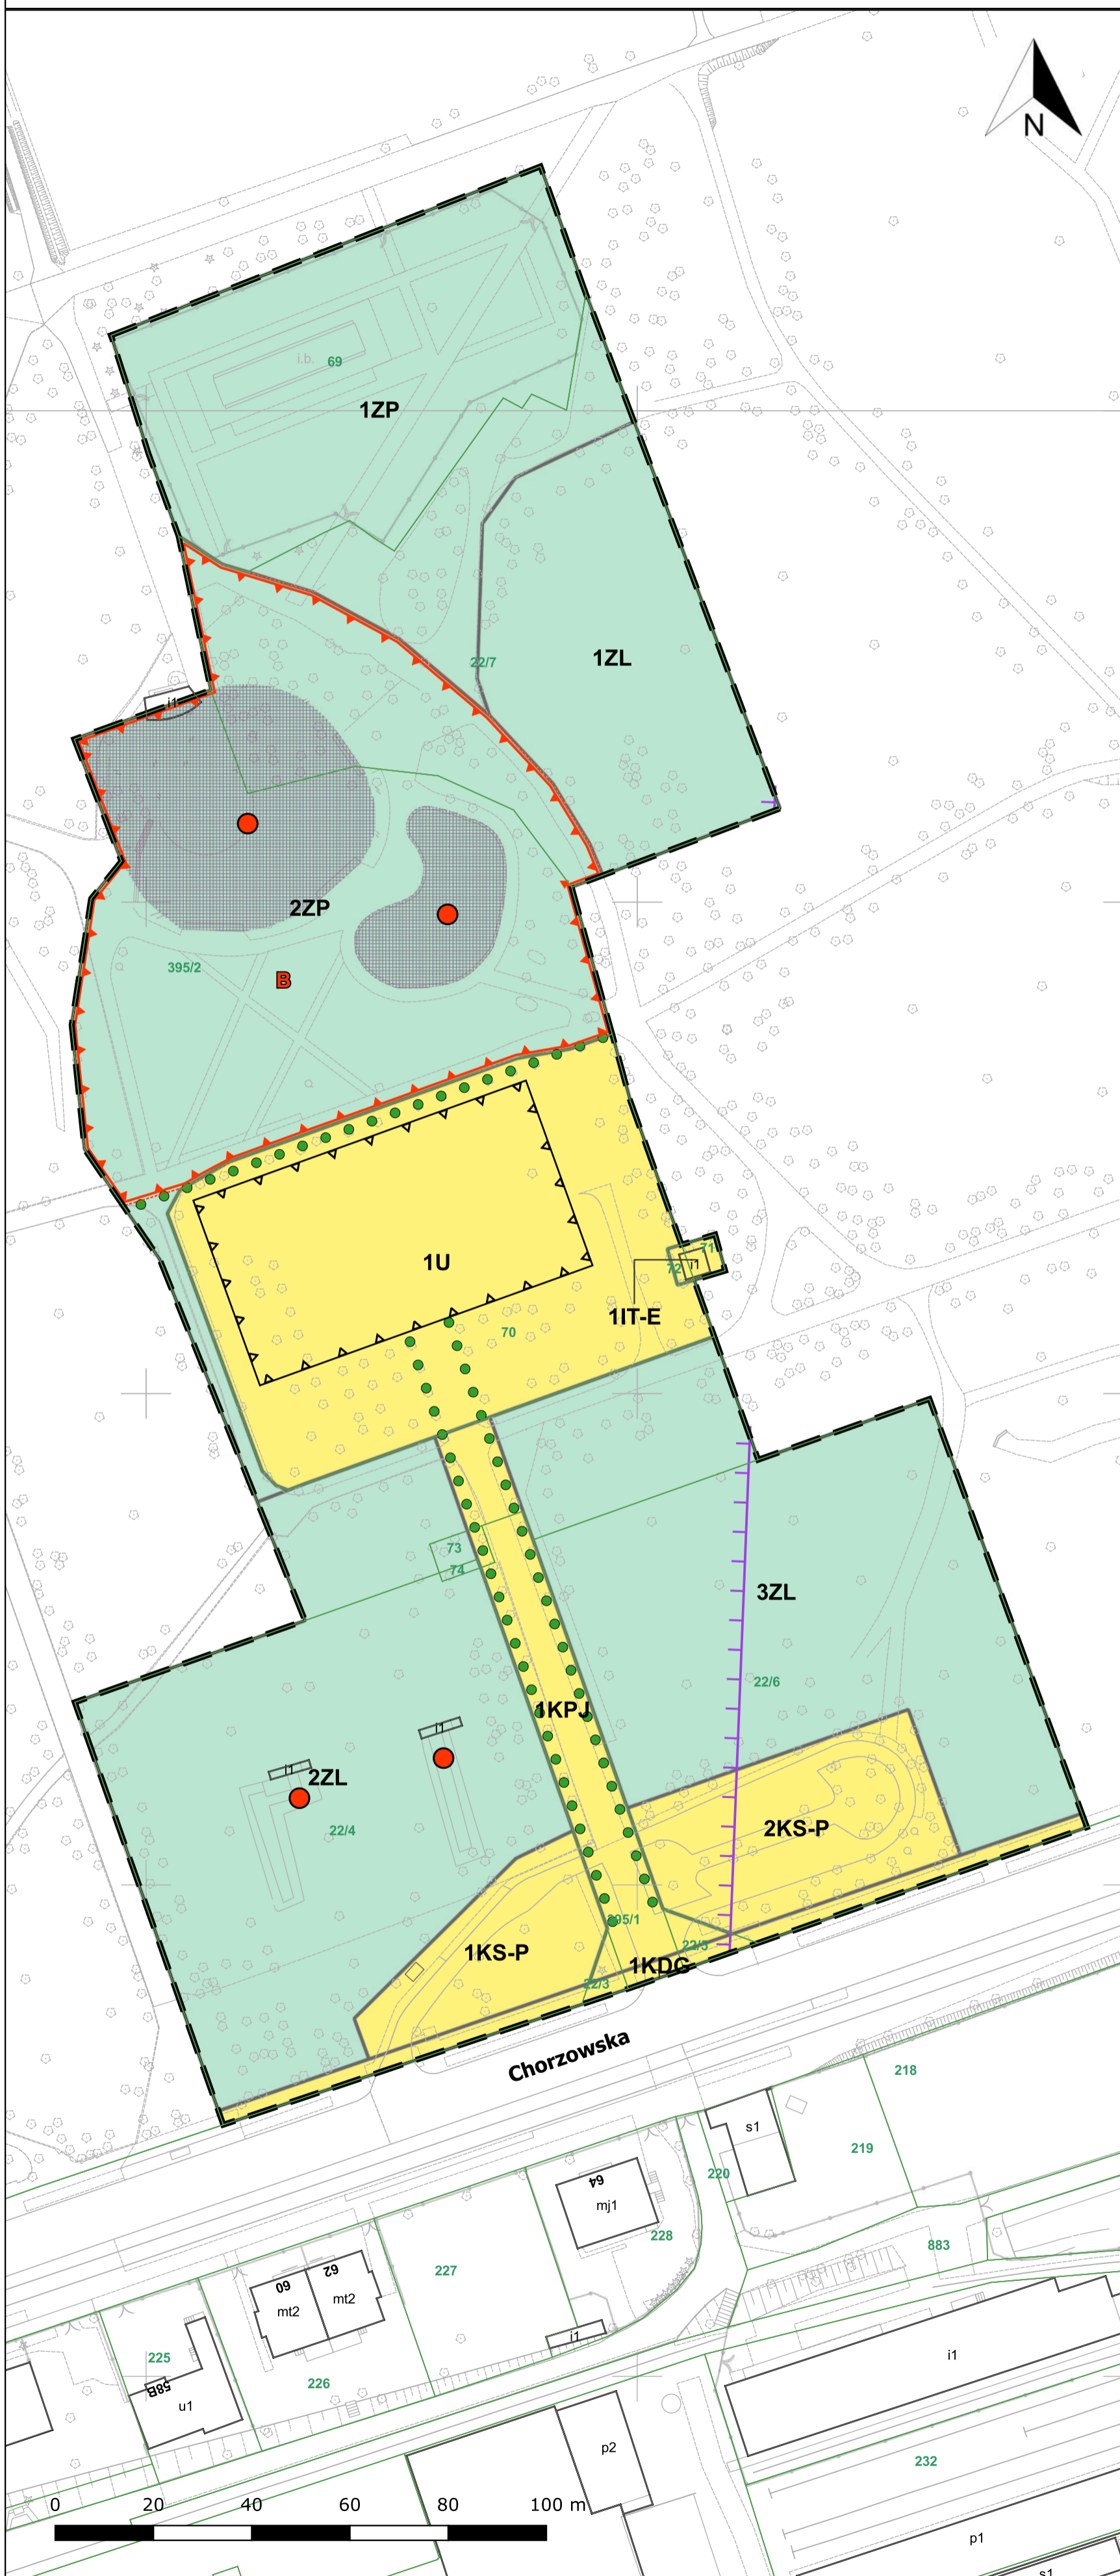 N
i.b.
69
1ZP
22/7
1ZL
i1
2ZP
395/2
B
1U
71
72
i1
1IT-E
70
73
74
3ZL
22/6
1KPJ
i1
i1
2ZL
22/4
2KS-P
395/1
22/5
1KS-P
1KDG
22/3
Chorzowska
218
s1
219
220
64
mj1
228
883
227
62
60
mt2
mt2
i1
225
226
58B
u1
i1
p2
232
0 20 40 60 80 100 m
p1
s1